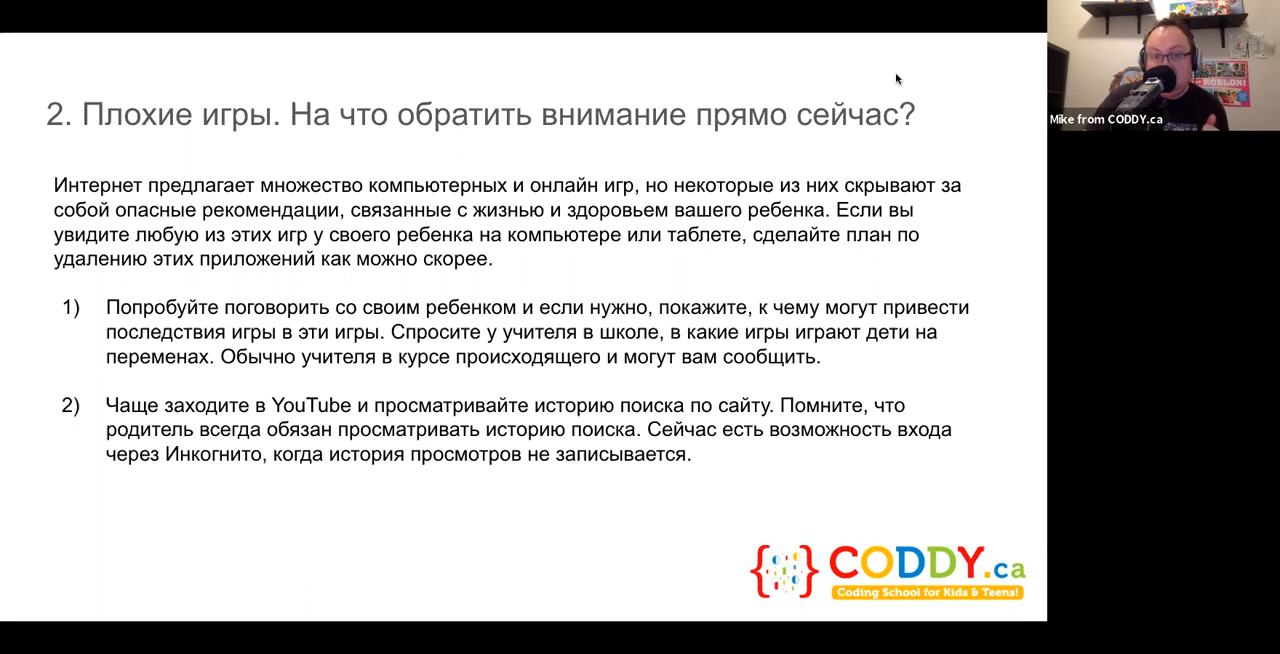 2. Плохие игры. На что обратить внимание прямо сейчас?
Интернет предлагает множество компьютерных и онлайн игр, но некоторые из них скрывают за
собой опасные рекомендации, связанные с жизнью и здоровьем вашего ребенка. Если вы
увидите любую из этих игр у своего ребенка на компьютере или таблете, сделайте план по
удалению этих приложений как можно скорее.
1) Попробуйте поговорить со своим ребенком и если нужно, покажите, к чему могут привести
последствия игры в эти игры. Спросите у учителя в школе, в какие игры играют дети на
переменах. Обычно учителя в курсе происходящего и могут вам сообщить.
2) Чаще заходите в YouTube и просматривайте историю поиска по сайту. Помните, что
родитель всегда обязан просматривать историю поиска. Сейчас есть возможность входа
через Инкогнито, когда история просмотров не записывается.
CODDY.ca
Coding School for Kids & Teens!
ROBLOX
Mike from CODDY.ca